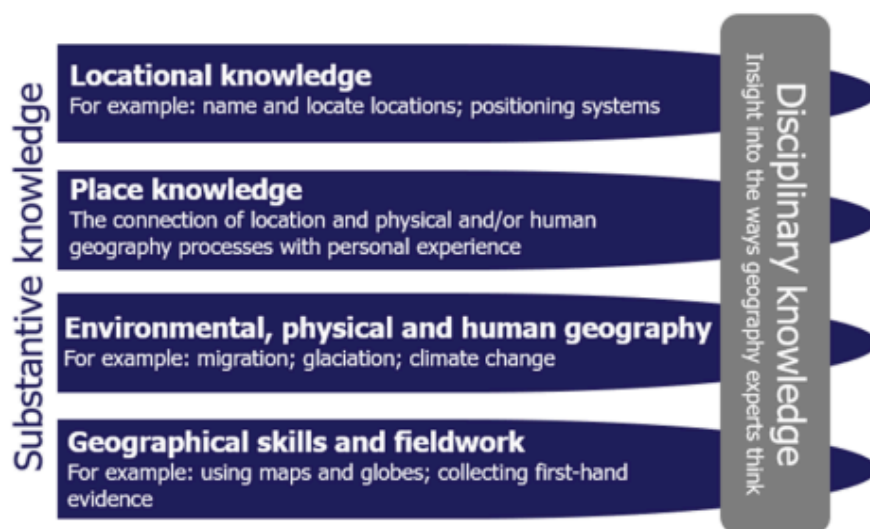 Substantive knowledge
Locational knowledge
For example: name and locate locations; positioning systems
Place knowledge
The connection of location and physical and/or human
geography processes with personal experience
Environmental, physical and human geography
For example: migration; glaciation; climate change
Geographical skills and fieldwork
For example: using maps and globes; collecting first-hand
evidence
Disciplinary knowledge
Insight into the ways geography experts think